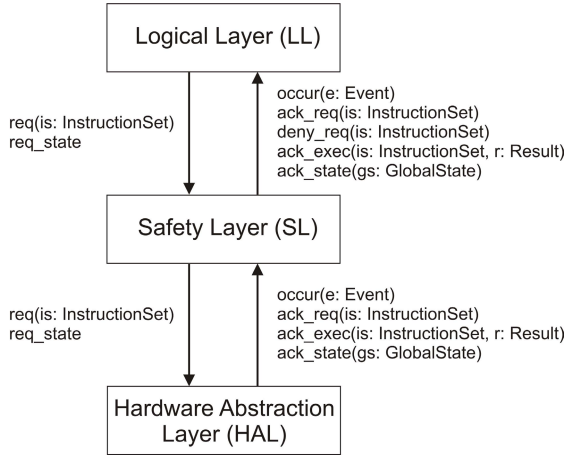 Logical Layer (LL)
req(is: InstructionSet)
req_state
occur(e: Event)
ack_req(is: InstructionSet)
deny_req(is: InstructionSet)
ack_exec(is: InstructionSet, r: Result)
ack_state(gs: GlobalState)
Safety Layer (SL)
req(is: InstructionSet)
req_state
occur(e: Event)
ack_req(is: InstructionSet)
ack_exec(is: InstructionSet, r: Result)
ack_state(gs: GlobalState)
Hardware Abstraction
Layer (HAL)